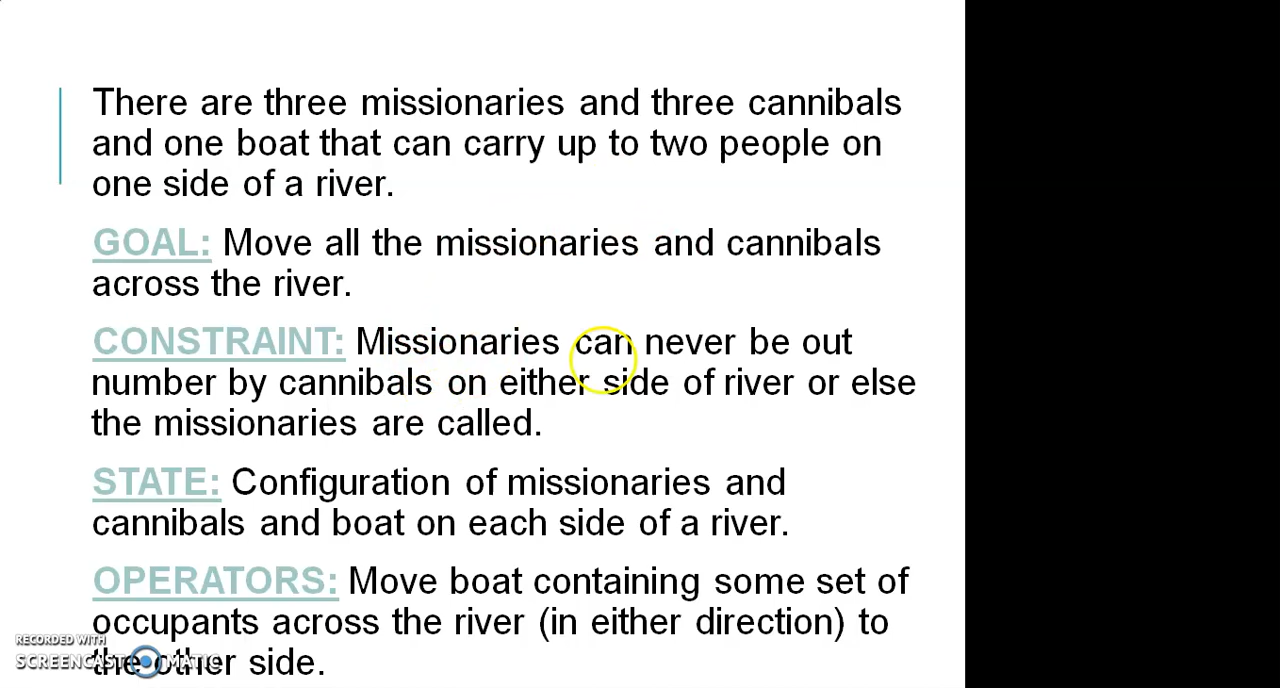 There are three missionaries and three cannibals
and one boat that can carry up to two people on
one side of a river.
GOAL: Move all the missionaries and cannibals
across the river.
CONSTRAINT: Missionaries can never be out
number by cannibals on either side of river or else
the missionaries are called.
STATE: Configuration of missionaries and
cannibals and boat on each side of a river.
OPERATORS: Move boat containing some set of
occupants across the river (in either direction) to
the other side.
RECORDED WITH
SCREENCAST-O-MATIC